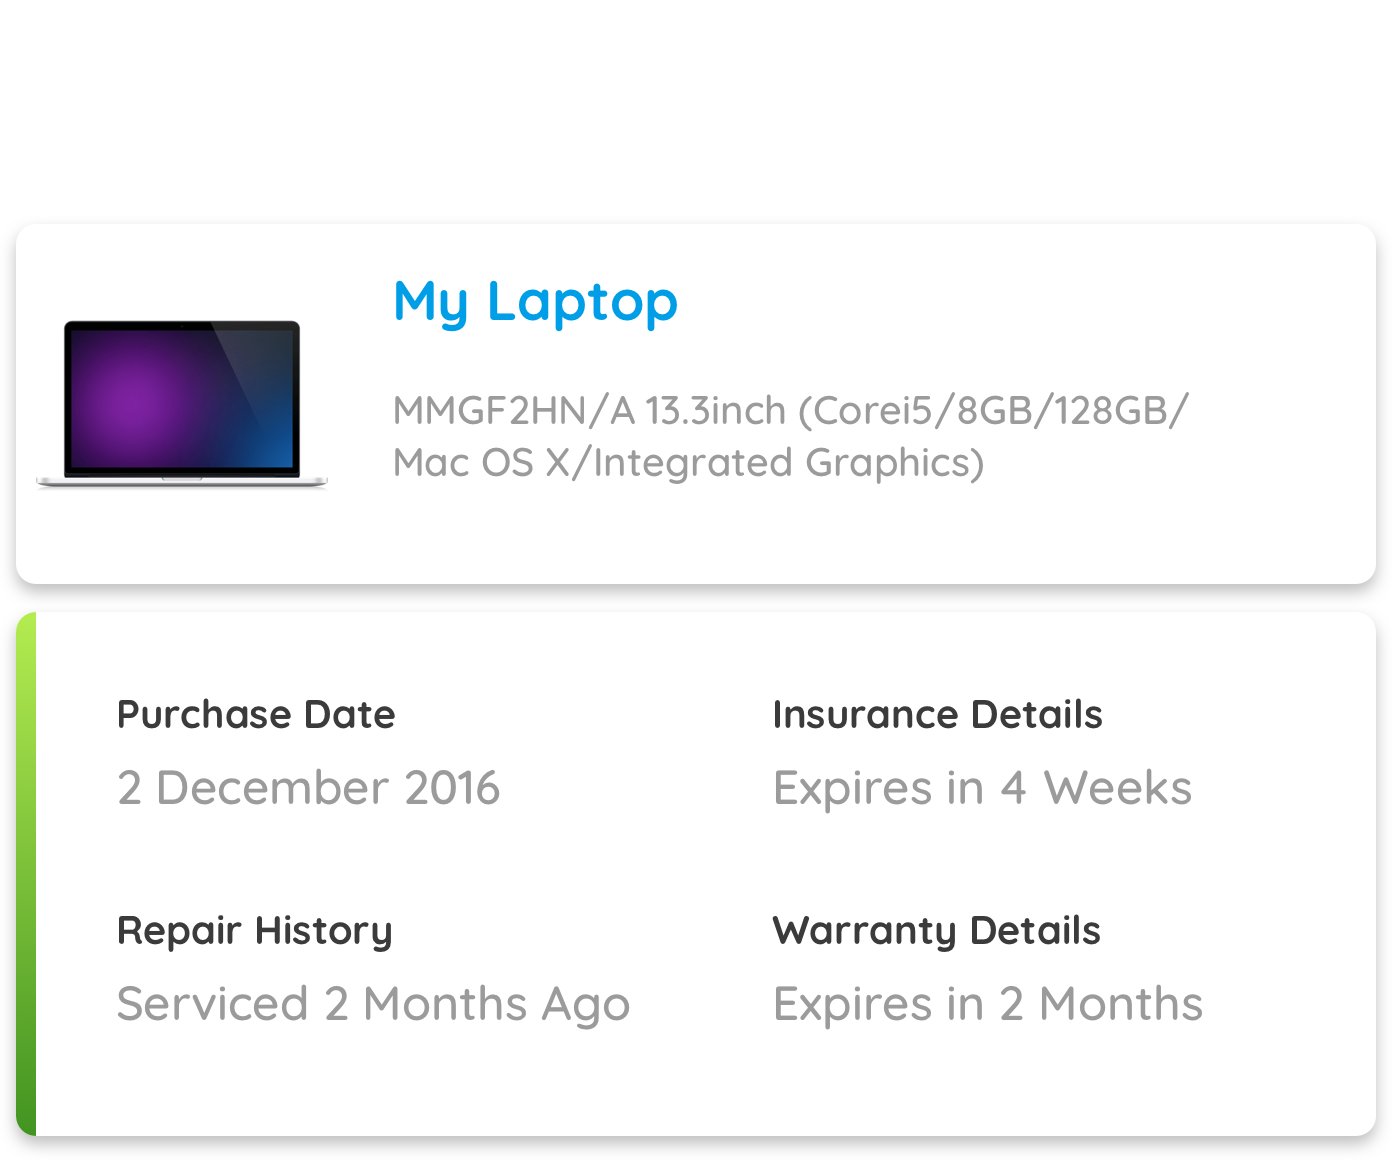 My Laptop
MMGF2HN/A 13.3inch (Corei5/8GB/128GB/
Mac OS X/Integrated Graphics)
Purchase Date
2 December 2016
Insurance Details
Expires in 4 Weeks
Repair History
Serviced 2 Months Ago
Warranty Details
Expires in 2 Months